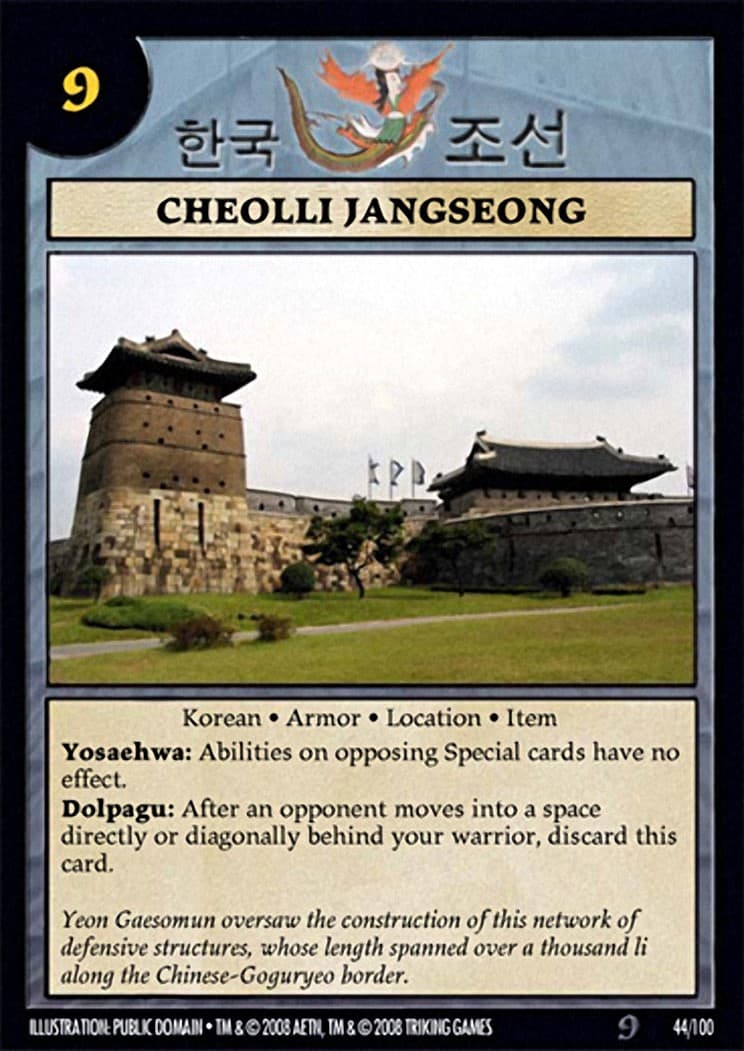 9
한국 조선
CHEOLLI JANGSEONG
Korean • Armor • Location • Item
Yosaehwa: Abilities on opposing Special cards have no
effect.
Dolpagu: After an opponent moves into a space
directly or diagonally behind your warrior, discard this
card.
Yeon Gaesomun oversaw the construction of this network of
defensive structures, whose length spanned over a thousand li
along the Chinese-Goguryeo border.
ILLUSTRATION: PUBLIC DOMAIN • TM & © 2008 AETN, TM & © 2008 TRIKING GAMES 9 44/100